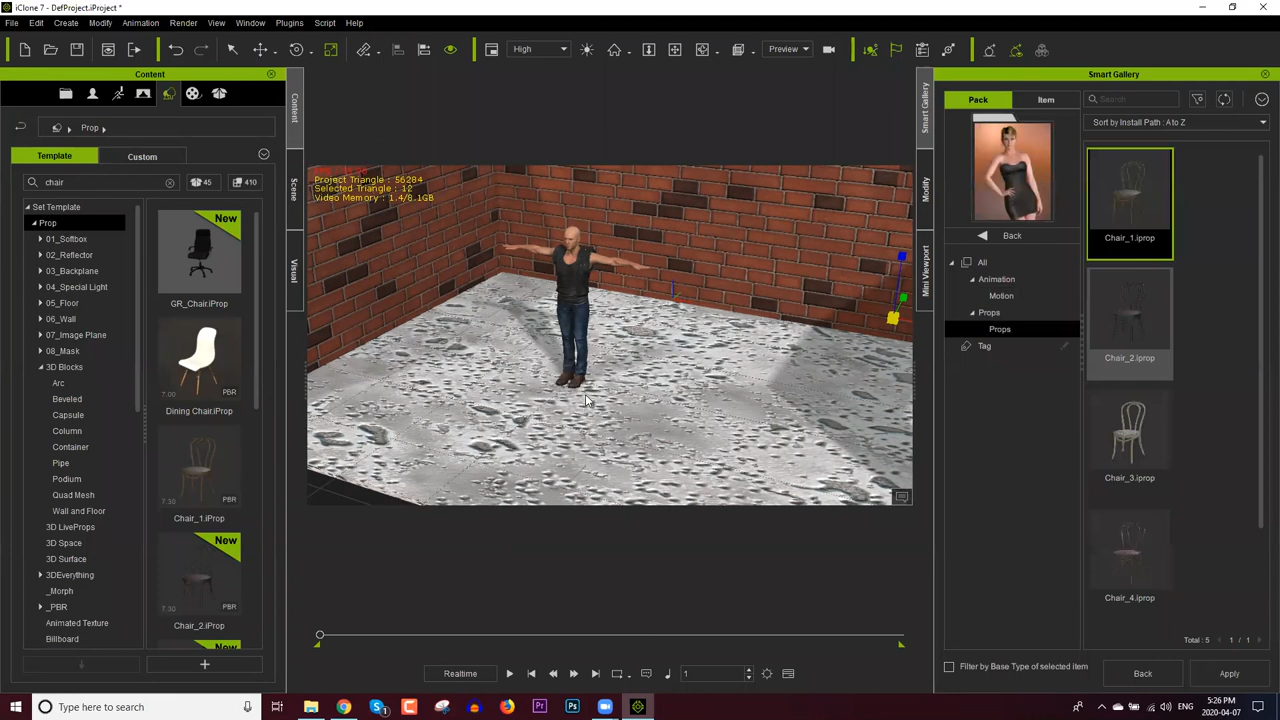 iClone 7 - DefProject.iProject *
File Edit Create Modify Animation Render View Window Plugins Script Help
High
Preview
Content
Prop
Template Custom
chair
45
410
Set Template
Prop
01_Softbox
02_Reflector
03_Backplane
04_Special Light
05_Floor
06_Wall
07_Image Plane
08_Mask
3D Blocks
Arc
Beveled
Capsule
Column
Container
Pipe
Podium
Quad Mesh
Wall and Floor
3D LiveProps
3D Space
3D Surface
3DEverything
_Morph
_PBR
Animated Texture
Billboard
New
GR_Chair.iProp
7.00 PBR
Dining Chair.iProp
7.30 PBR
Chair_1.iProp
New
7.30 PBR
Chair_2.iProp
New
Content
Scene
Visual
Project Triangle : 56284
Selected Triangle : 12
Video Memory : 1.4/8.1GB
Smart Gallery
Modify
Mini Viewport
Smart Gallery
Pack Item
Search
Sort by Install Path : A to Z
Back
All
Animation
Motion
Props
Props
Tag
Chair_1.iprop
Chair_2.iprop
Chair_3.iprop
Chair_4.iprop
Total : 5 1 / 1
Filter by Base Type of selected item
Back
Apply
Realtime
1
Type here to search
5:26 PM
2020-04-07